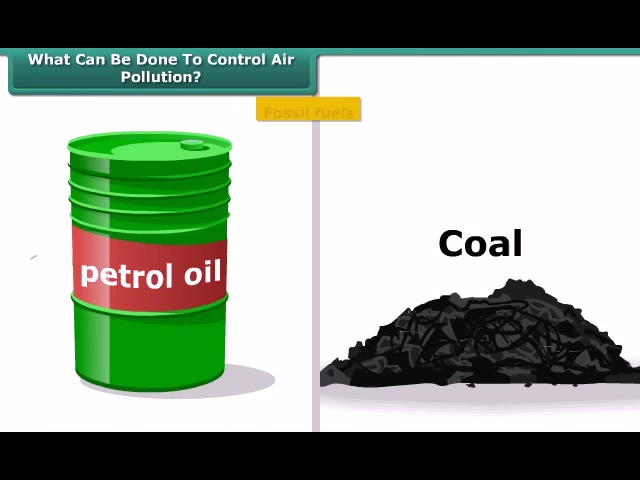 What Can Be Done To Control Air
Pollution?
Fossil fuels
petrol oil
Coal